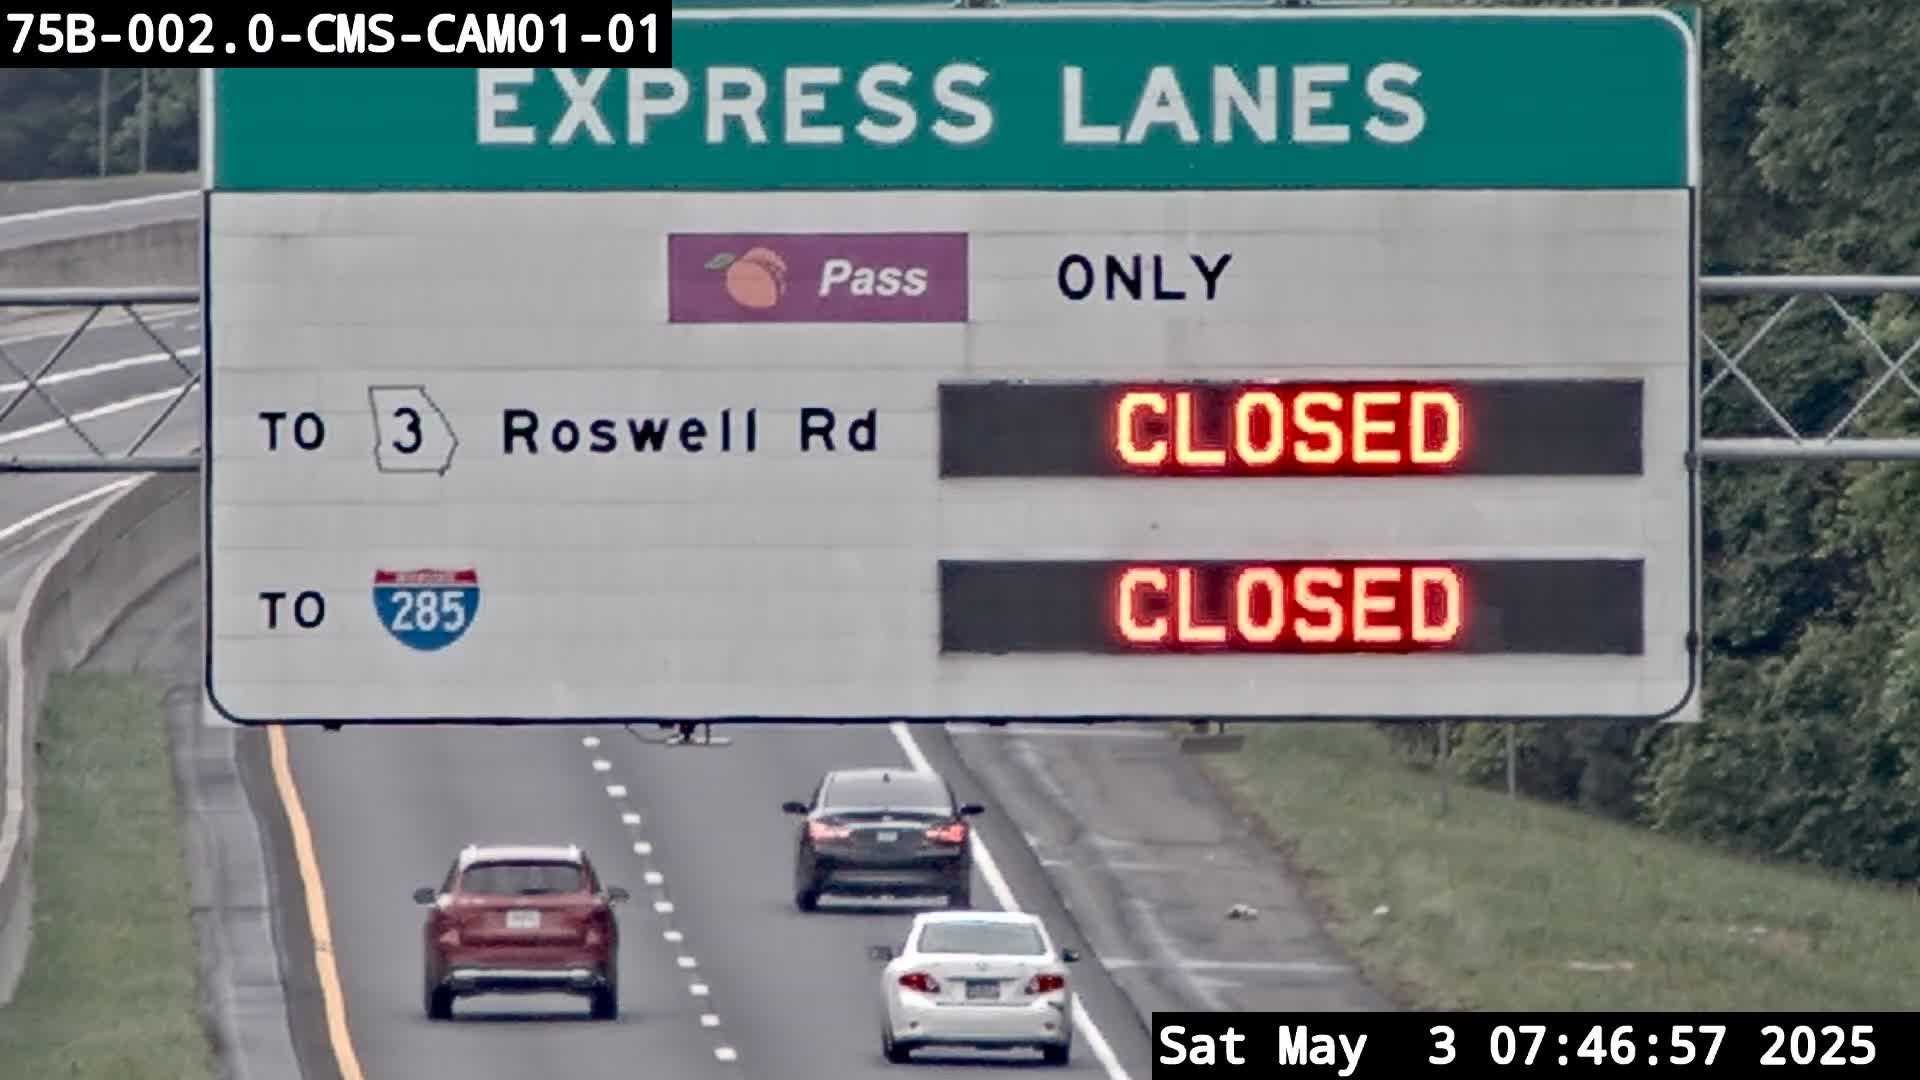 75B-002.0-CMS-CAM01-01
EXPRESS LANES
Pass ONLY
TO 3 Roswell Rd CLOSED
TO 285 CLOSED
Sat May 3 07:46:57 2025